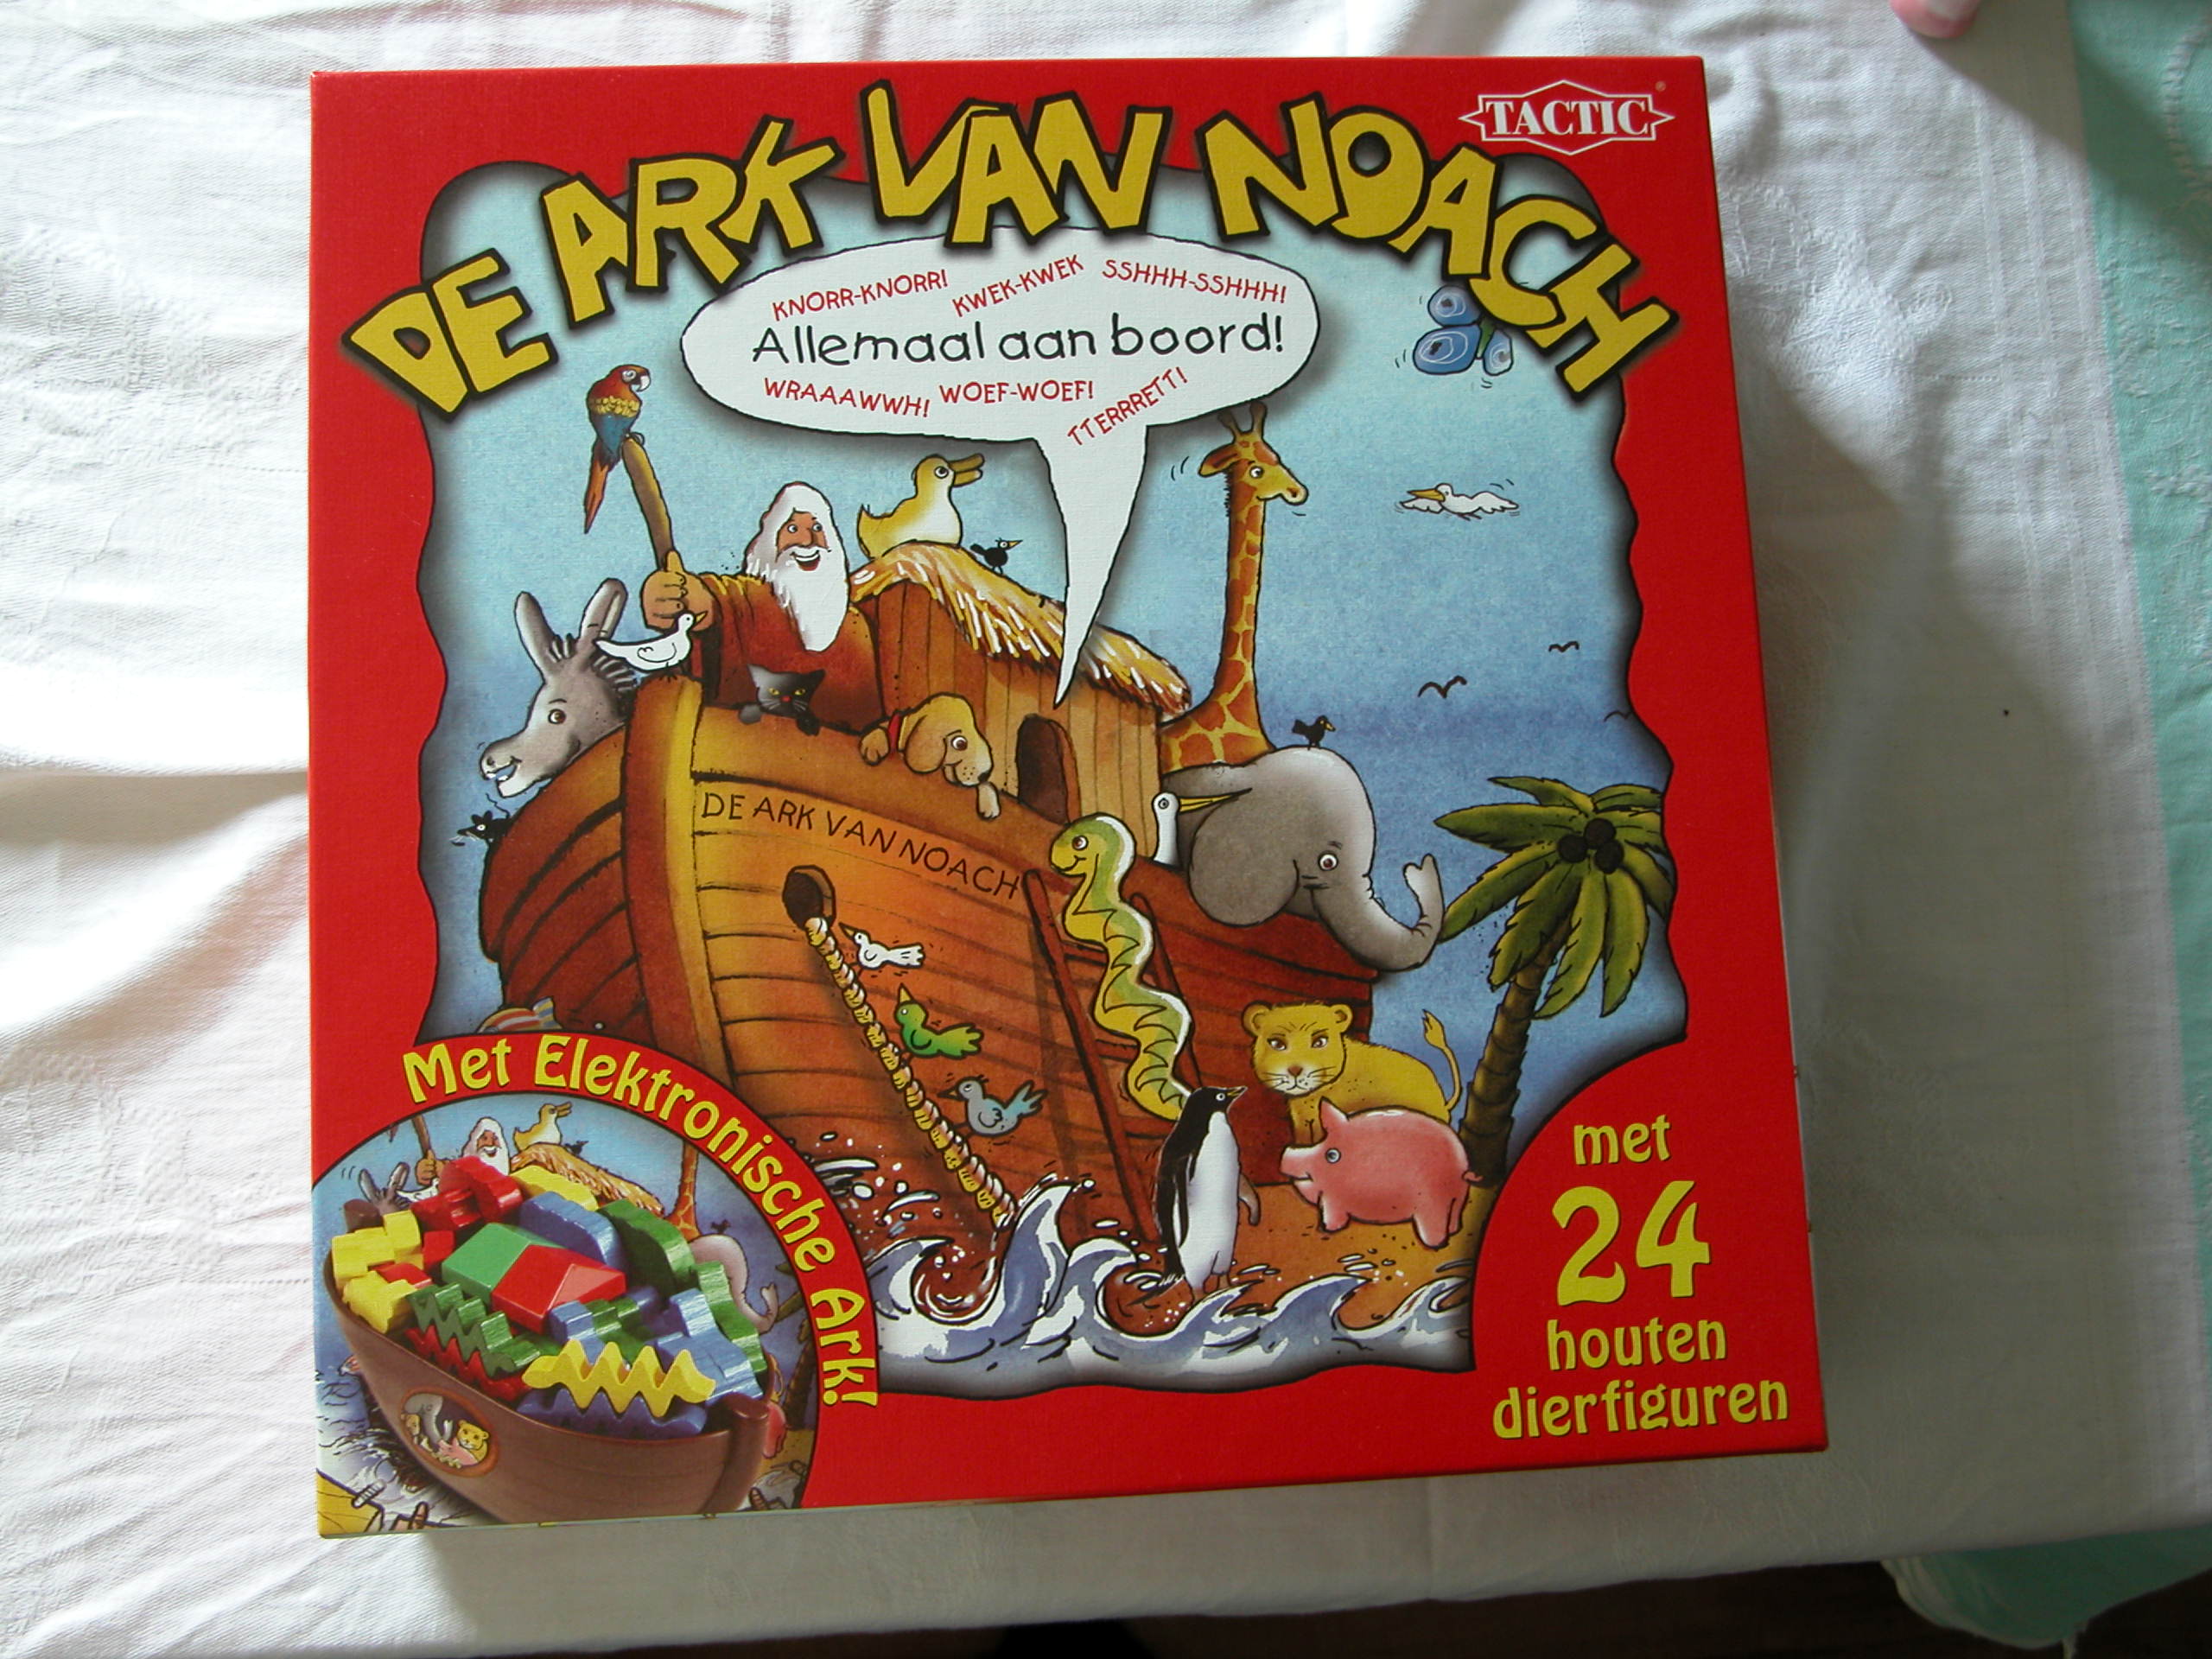 TACTIC
DE ARK VAN NOACH
KNORR-KNORR! KWEK-KWEK SSHHH-SSHHH!
Allemaal aan boord!
WRAAAWWH! WOEF-WOEF! TTERRRETT!
DE ARK VAN NOACH
Met Elektronische Ark!
met
24
houten
dierfiguren